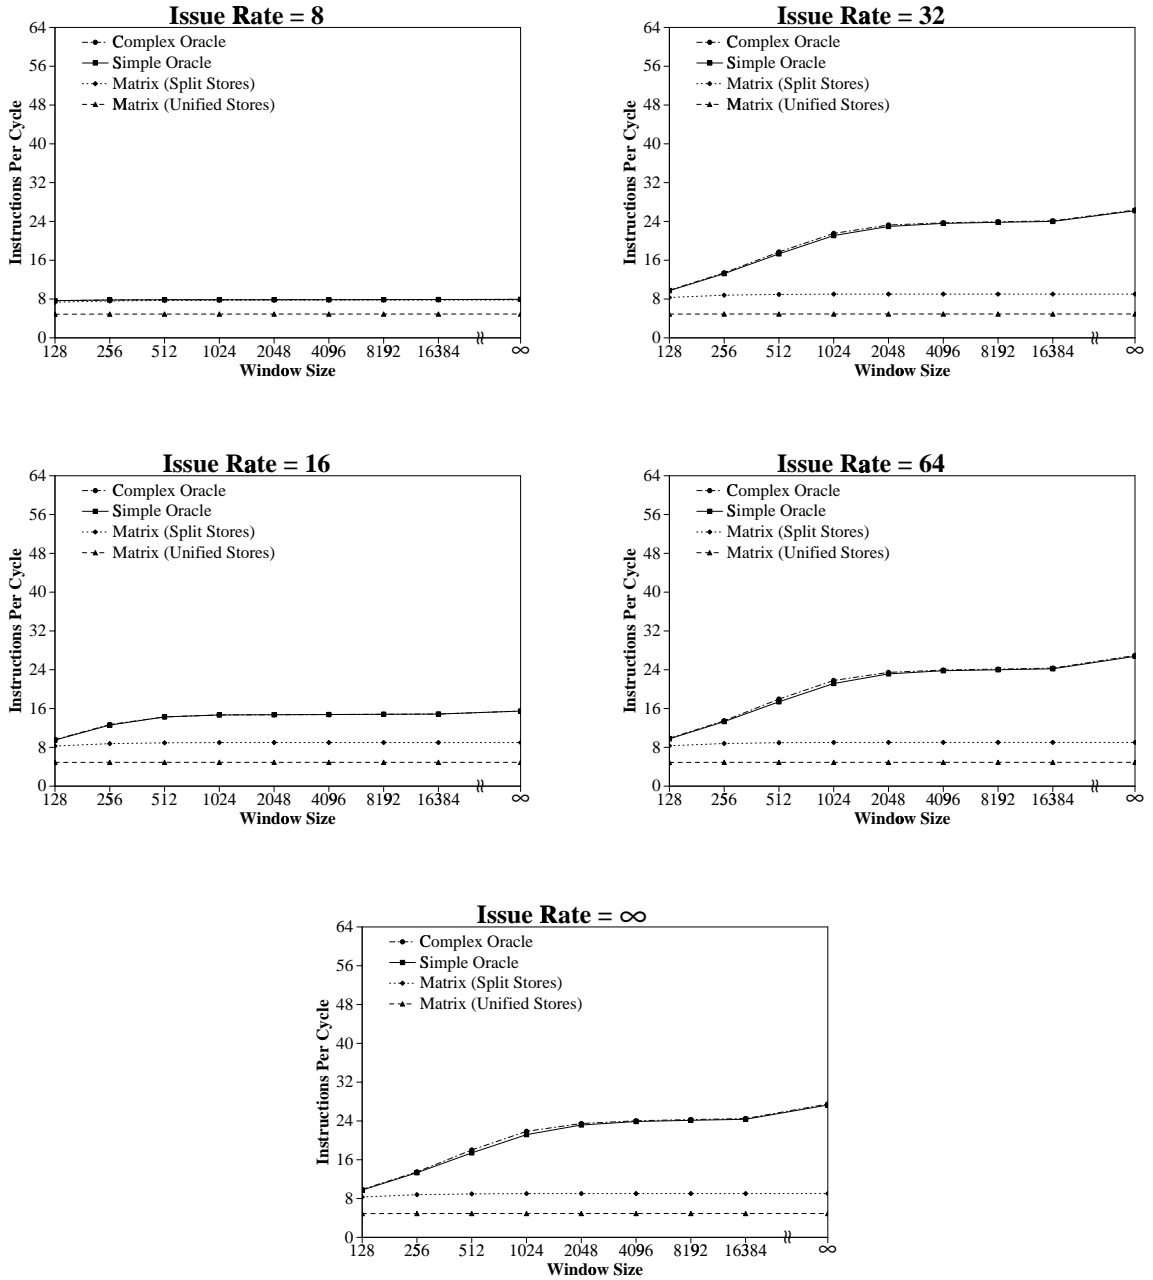 Issue Rate = 8
64
56
48
40
32
24
16
8
0
Instructions Per Cycle
Complex Oracle
Simple Oracle
Matrix (Split Stores)
Matrix (Unified Stores)
128 256 512 1024 2048 4096 8192 16384 ∞
Window Size
Issue Rate = 32
64
56
48
40
32
24
16
8
0
Instructions Per Cycle
Complex Oracle
Simple Oracle
Matrix (Split Stores)
Matrix (Unified Stores)
128 256 512 1024 2048 4096 8192 16384 ∞
Window Size
Issue Rate = 16
64
56
48
40
32
24
16
8
0
Instructions Per Cycle
Complex Oracle
Simple Oracle
Matrix (Split Stores)
Matrix (Unified Stores)
128 256 512 1024 2048 4096 8192 16384 ∞
Window Size
Issue Rate = 64
64
56
48
40
32
24
16
8
0
Instructions Per Cycle
Complex Oracle
Simple Oracle
Matrix (Split Stores)
Matrix (Unified Stores)
128 256 512 1024 2048 4096 8192 16384 ∞
Window Size
Issue Rate = ∞
64
56
48
40
32
24
16
8
0
Instructions Per Cycle
Complex Oracle
Simple Oracle
Matrix (Split Stores)
Matrix (Unified Stores)
128 256 512 1024 2048 4096 8192 16384 ∞
Window Size